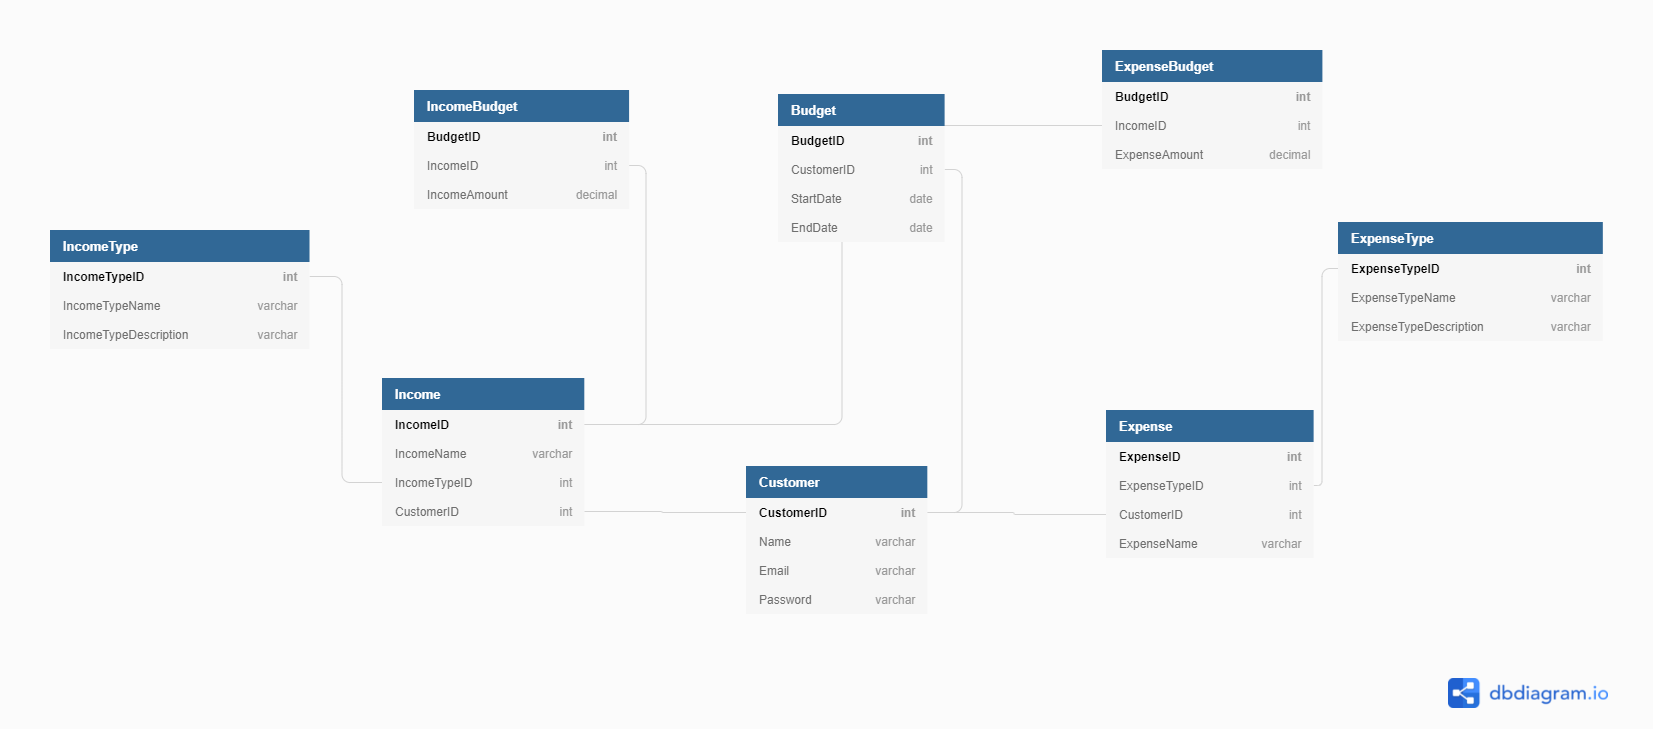 ExpenseBudget
BudgetID int
IncomeID int
ExpenseAmount decimal
IncomeBudget
BudgetID int
IncomeID int
IncomeAmount decimal
Budget
BudgetID int
CustomerID int
StartDate date
EndDate date
IncomeType
IncomeTypeID int
IncomeTypeName varchar
IncomeTypeDescription varchar
ExpenseType
ExpenseTypeID int
ExpenseTypeName varchar
ExpenseTypeDescription varchar
Income
IncomeID int
IncomeName varchar
IncomeTypeID int
CustomerID int
Customer
CustomerID int
Name varchar
Email varchar
Password varchar
Expense
ExpenseID int
ExpenseTypeID int
CustomerID int
ExpenseName varchar
dbdiagram.io